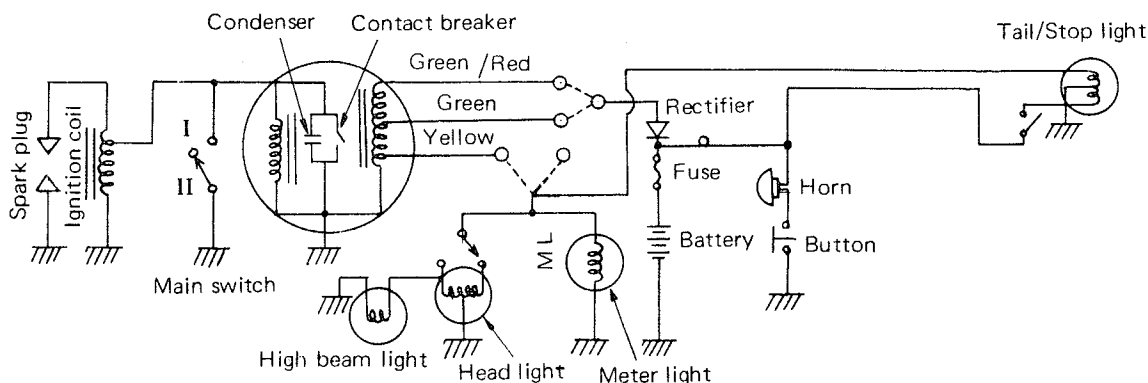 Condenser
Contact breaker
Tail/Stop light
Green/Red
Green
Yellow
Rectifier
Spark plug
Ignition coil
I
II
Fuse
Horn
Main switch
ML
Battery
Button
High beam light
Head light
Meter light